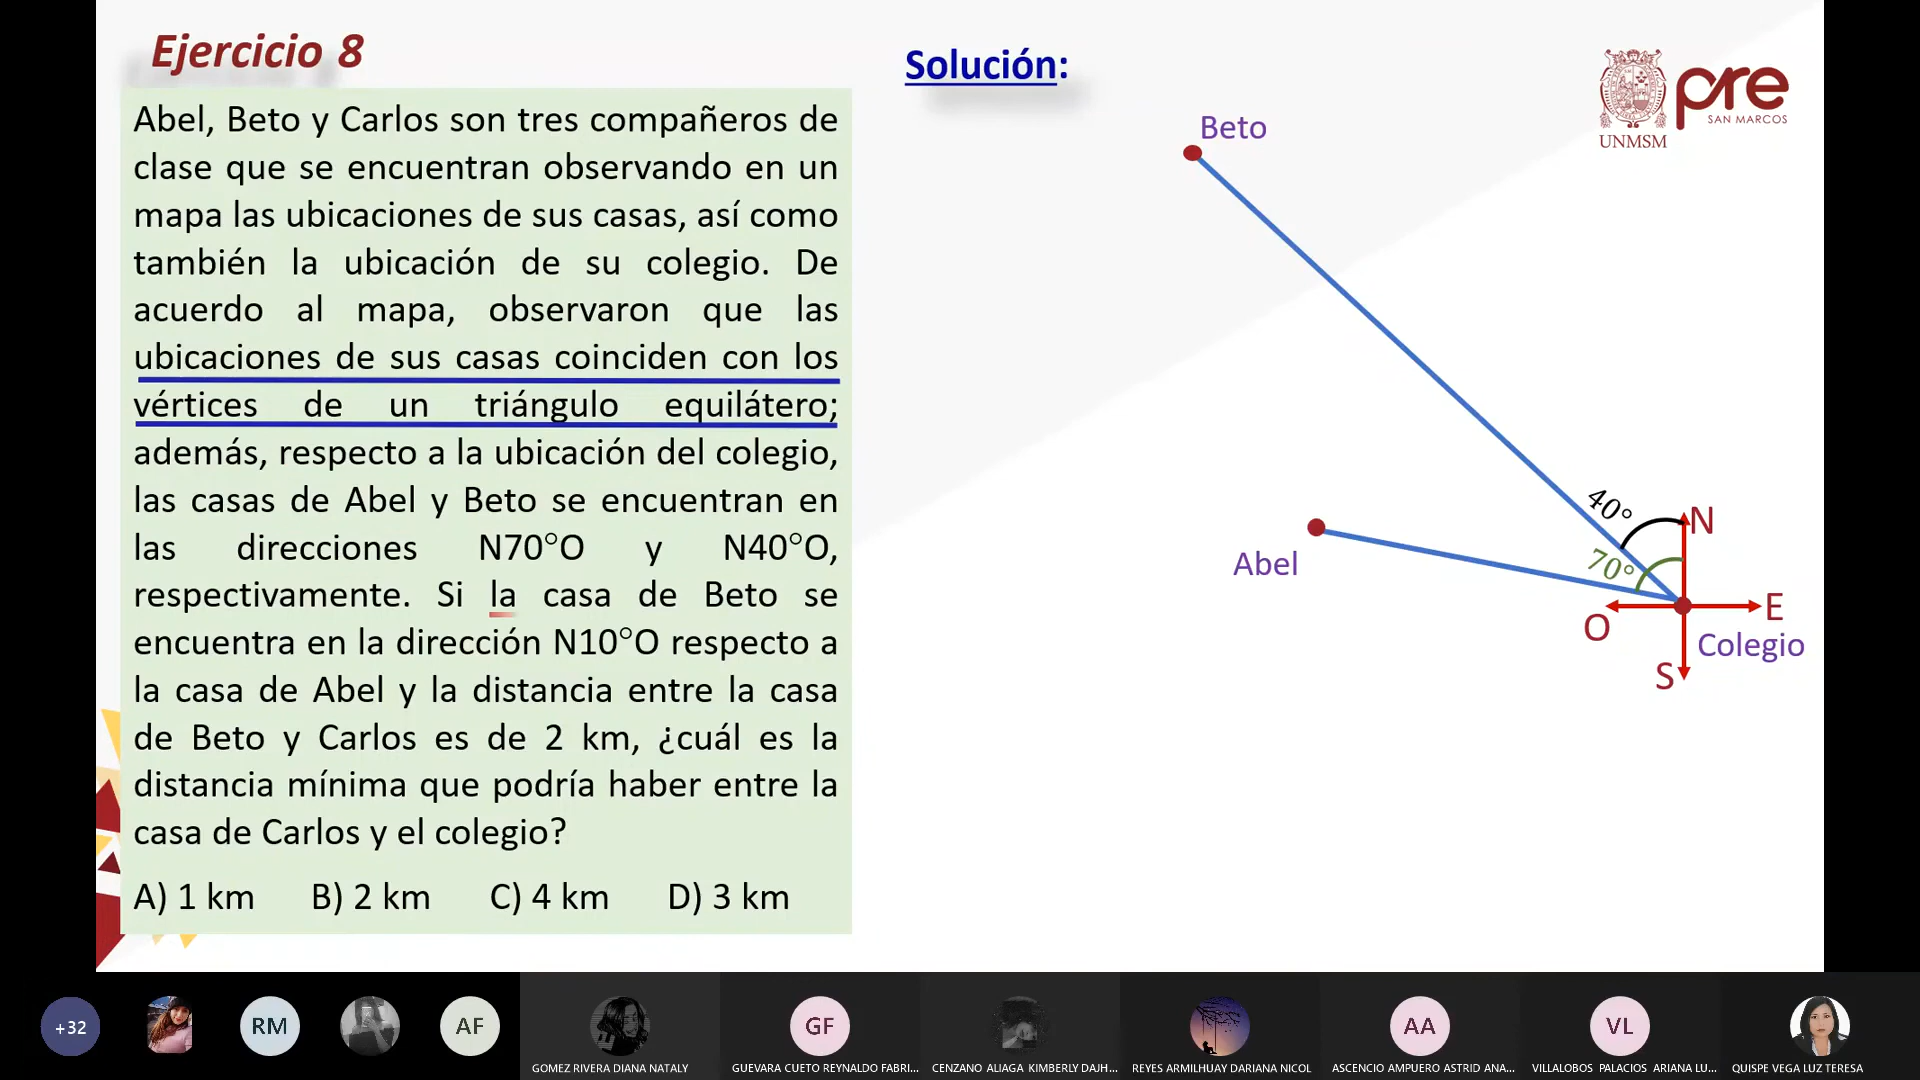 Ejercicio 8
Abel, Beto y Carlos son tres compañeros de
clase que se encuentran observando en un
mapa las ubicaciones de sus casas, así como
también la ubicación de su colegio. De
acuerdo al mapa, observaron que las
ubicaciones de sus casas coinciden con los
vértices de un triángulo equilátero;
además, respecto a la ubicación del colegio,
las casas de Abel y Beto se encuentran en
las direcciones N70°O y N40°O,
respectivamente. Si la casa de Beto se
encuentra en la dirección N10°O respecto a
la casa de Abel y la distancia entre la casa
de Beto y Carlos es de 2 km, ¿cuál es la
distancia mínima que podría haber entre la
casa de Carlos y el colegio?
A) 1 km B) 2 km C) 4 km D) 3 km
Solución:
UNMSM
pre
SAN MARCOS
Beto
40°
N
70°
Abel
O
E
Colegio
S
+32
RM
AF
GF
AA
VL
GOMEZ RIVERA DIANA NATALY
GUEVARA CUETO REYNALDO FABRI...
CENZANO ALIAGA KIMBERLY DAJH...
REYES ARMILHUAY DARIANA NICOL
ASCENCIO AMPUERO ASTRID ANA...
VILLALOBOS PALACIOS ARIANA LU...
QUISPE VEGA LUZ TERESA